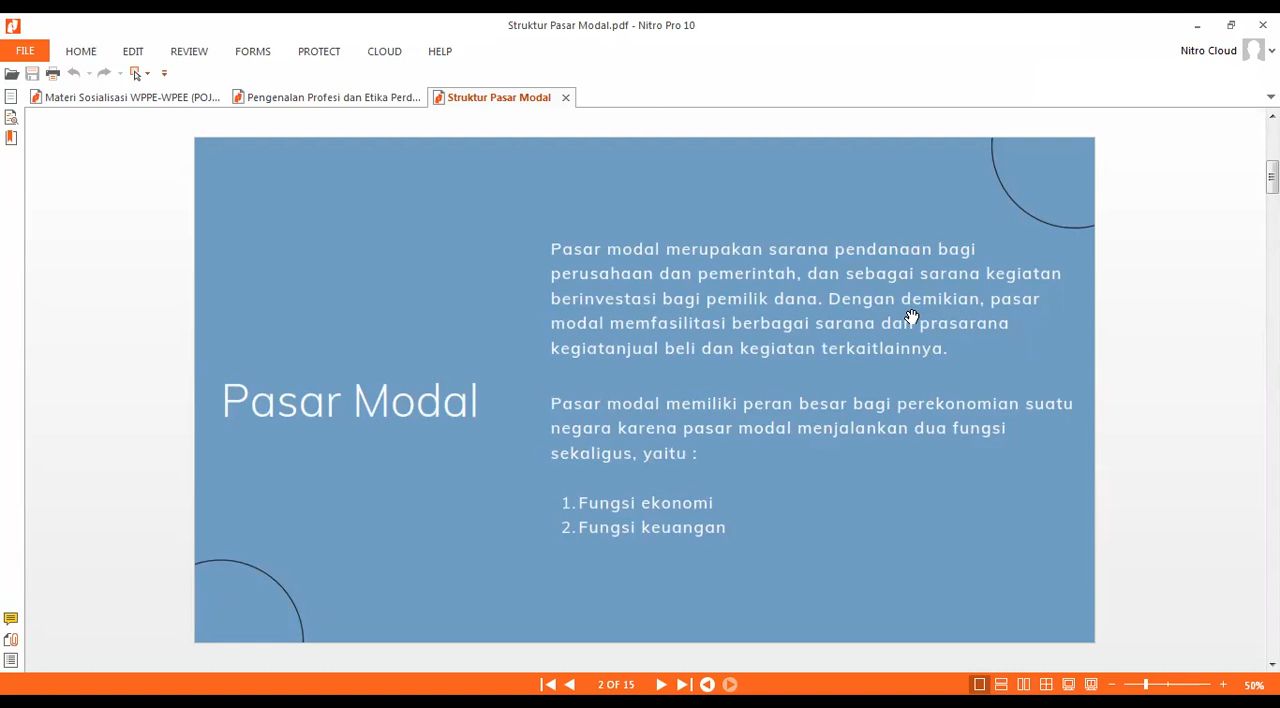 Struktur Pasar Modal.pdf - Nitro Pro 10
FILE HOME EDIT REVIEW FORMS PROTECT CLOUD HELP
Nitro Cloud
Materi Sosialisasi WPPE-WPEE (POJ... Pengenalan Profesi dan Etika Perd... Struktur Pasar Modal
Pasar Modal
Pasar modal merupakan sarana pendanaan bagi
perusahaan dan pemerintah, dan sebagai sarana kegiatan
berinvestasi bagi pemilik dana. Dengan demikian, pasar
modal memfasilitasi berbagai sarana dan prasarana
kegiatanjual beli dan kegiatan terkaitlainnya.
Pasar modal memiliki peran besar bagi perekonomian suatu
negara karena pasar modal menjalankan dua fungsi
sekaligus, yaitu :
1. Fungsi ekonomi
2. Fungsi keuangan
2 OF 15
50%